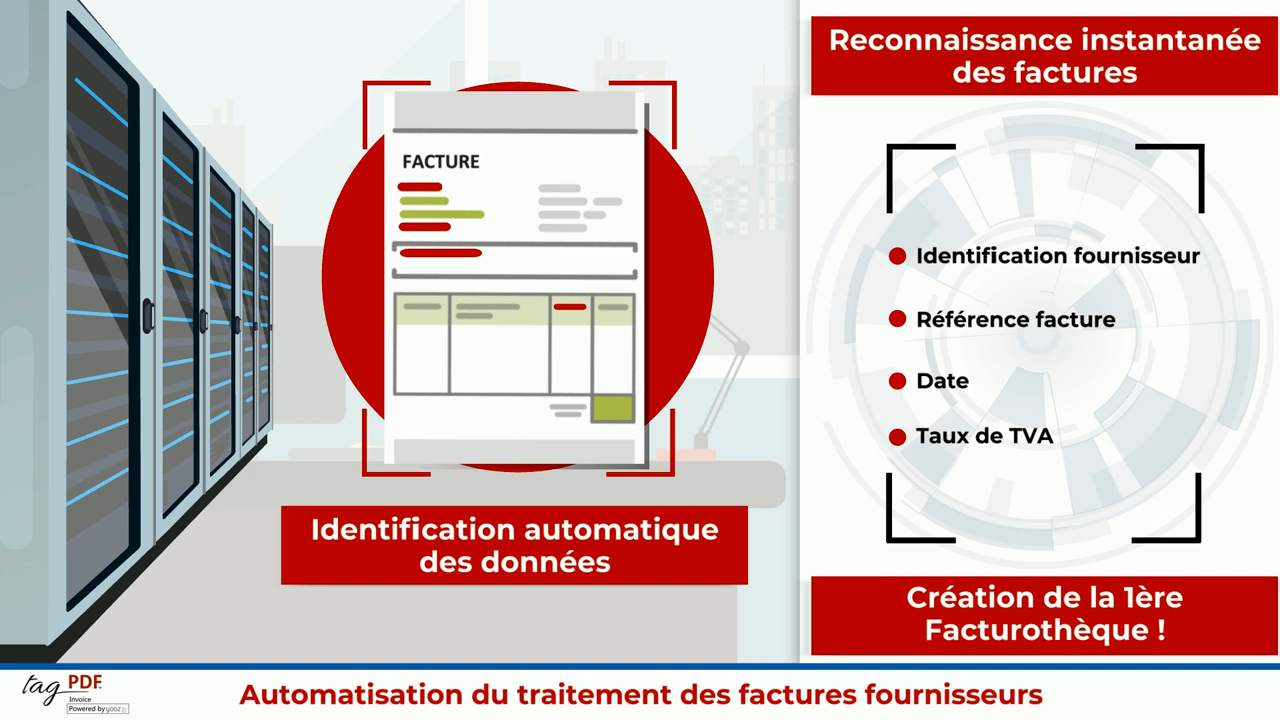 Reconnaissance instantanée
des factures
FACTURE
Identification fournisseur
Référence facture
Date
Taux de TVA
Identification automatique
des données
Création de la 1ère
Facturothèque !
tag PDF
Invoice
Powered by yooz
Automatisation du traitement des factures fournisseurs